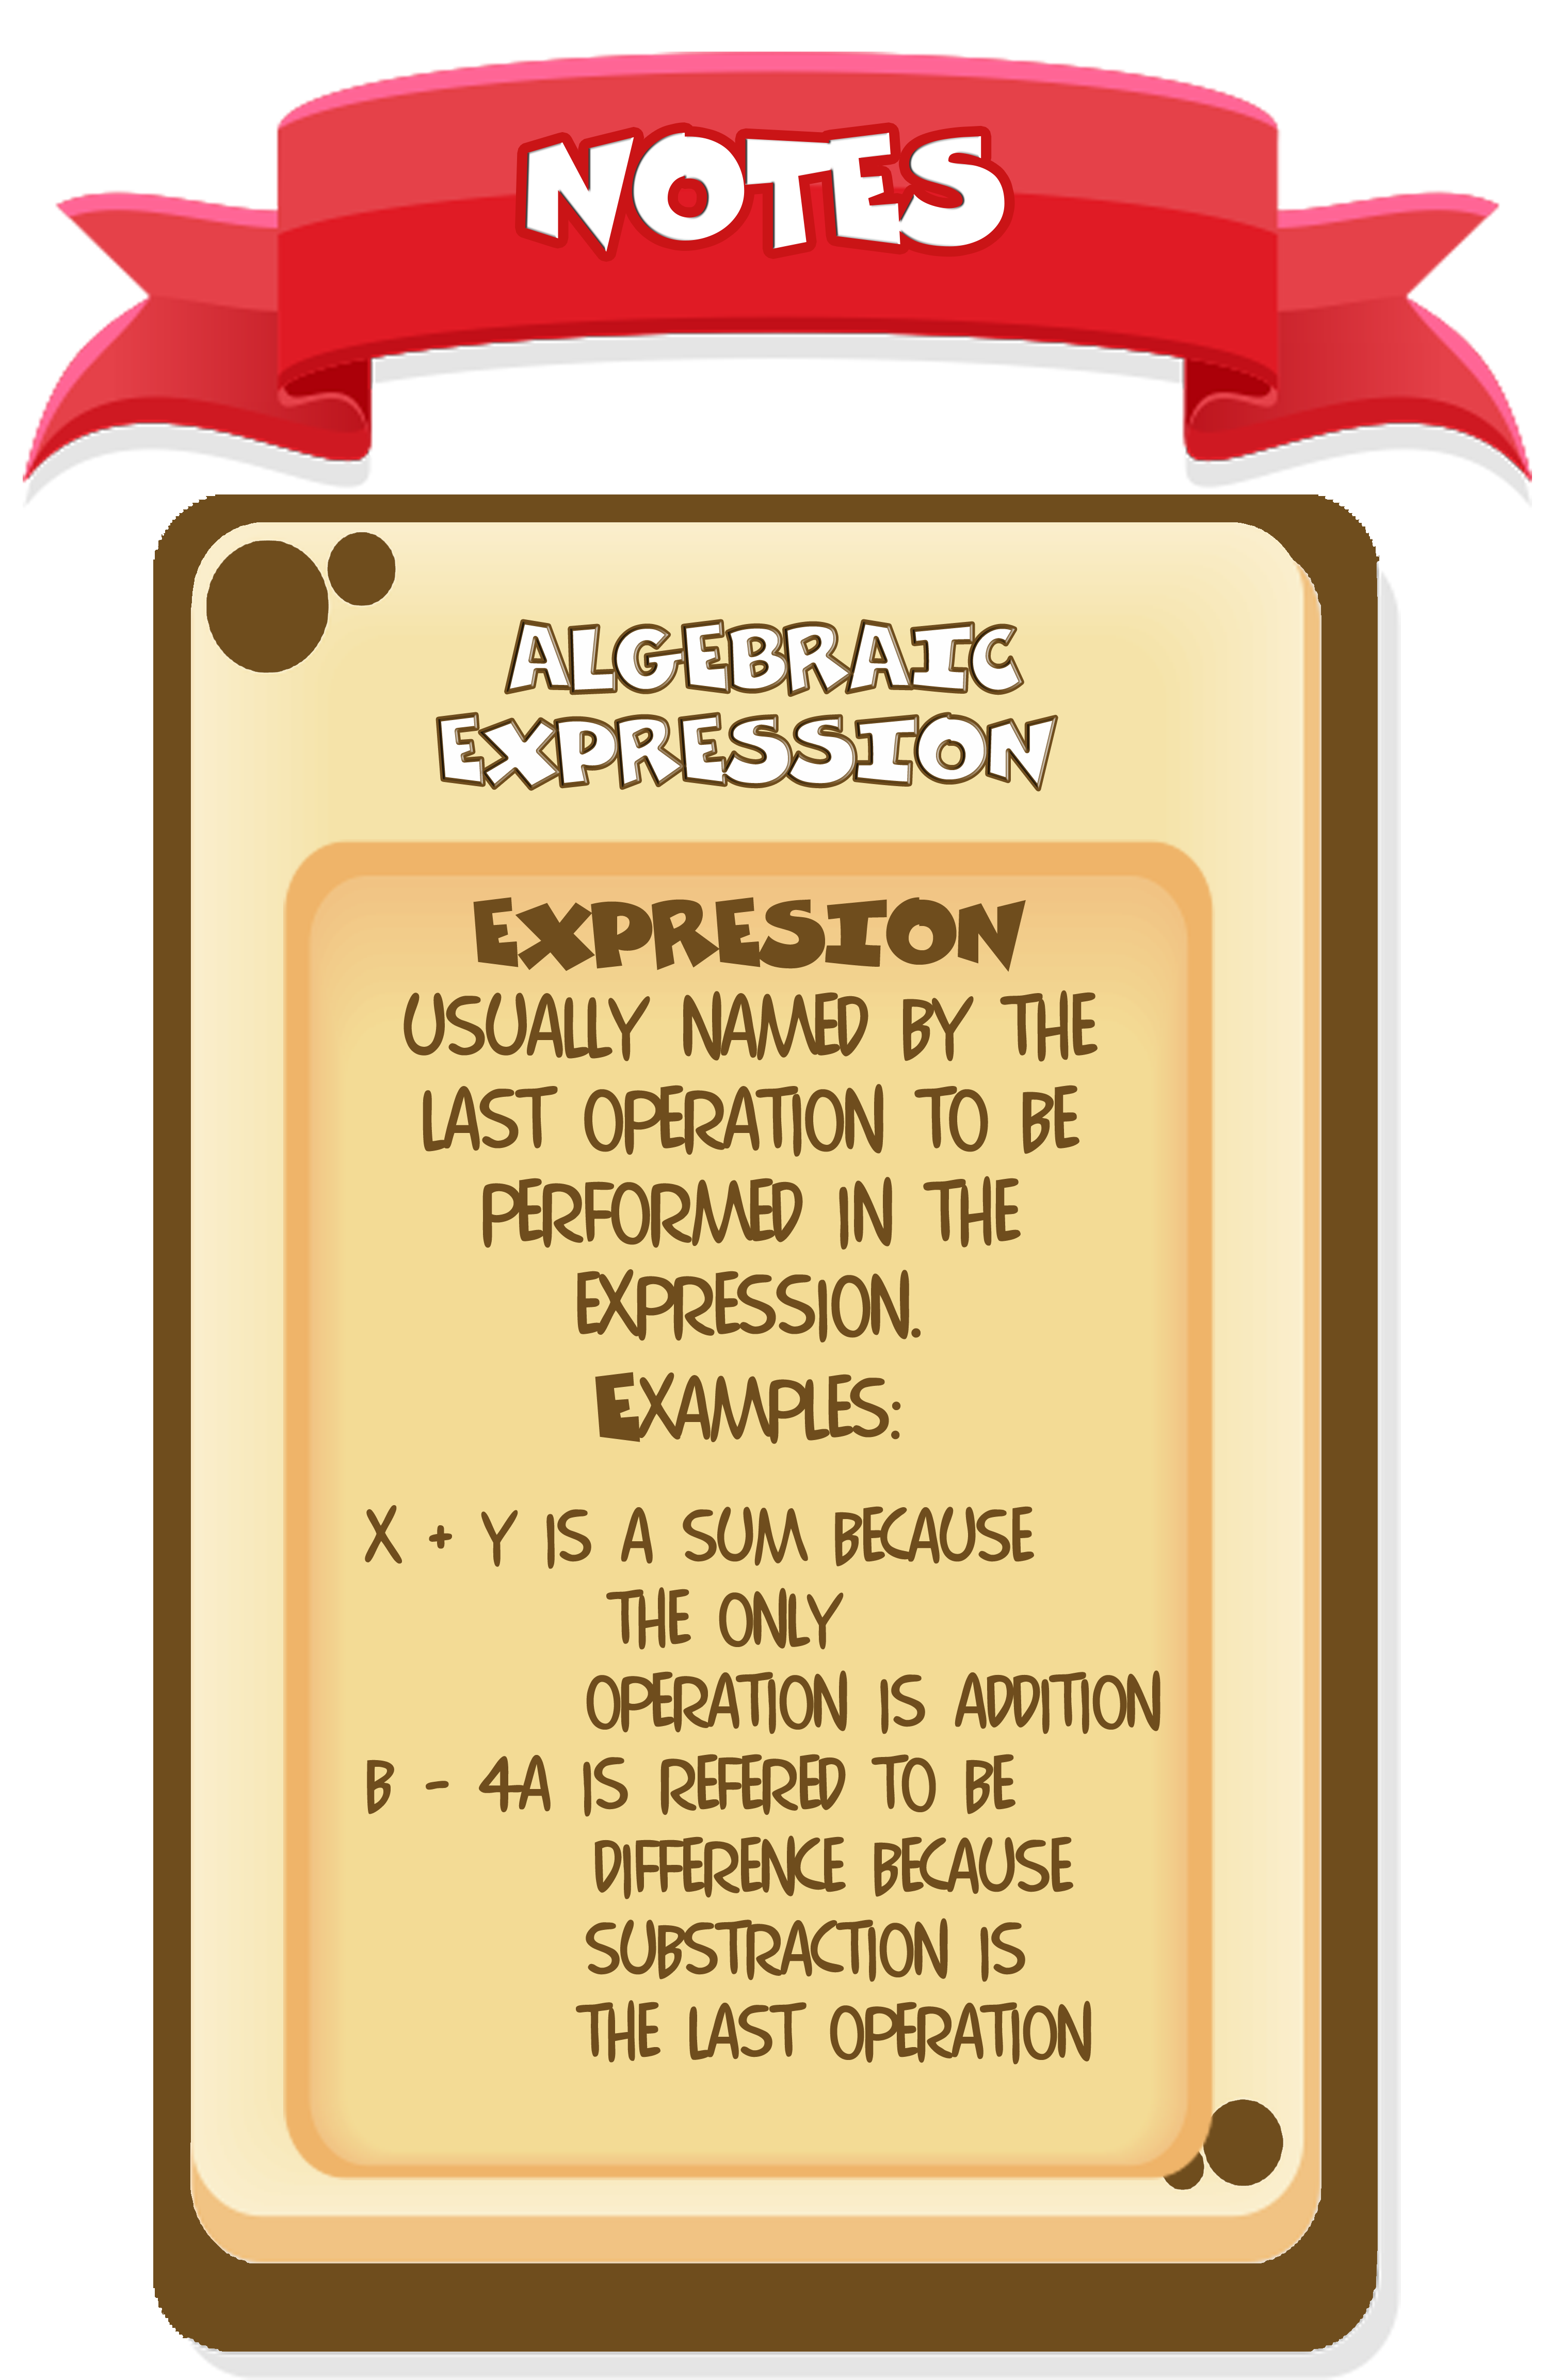 NOTES
ALGEBRAIC
EXPRESSION
EXPRESION
USUALLY NAMED BY THE
LAST OPERATION TO BE
PERFORMED IN THE
EXPRESSION.
EXAMPLES:
X + Y IS A SUM BECAUSE
THE ONLY
OPERATION IS ADDITION
B - 4A IS REFERED TO BE
DIFFERENCE BECAUSE
SUBSTRACTION IS
THE LAST OPERATION